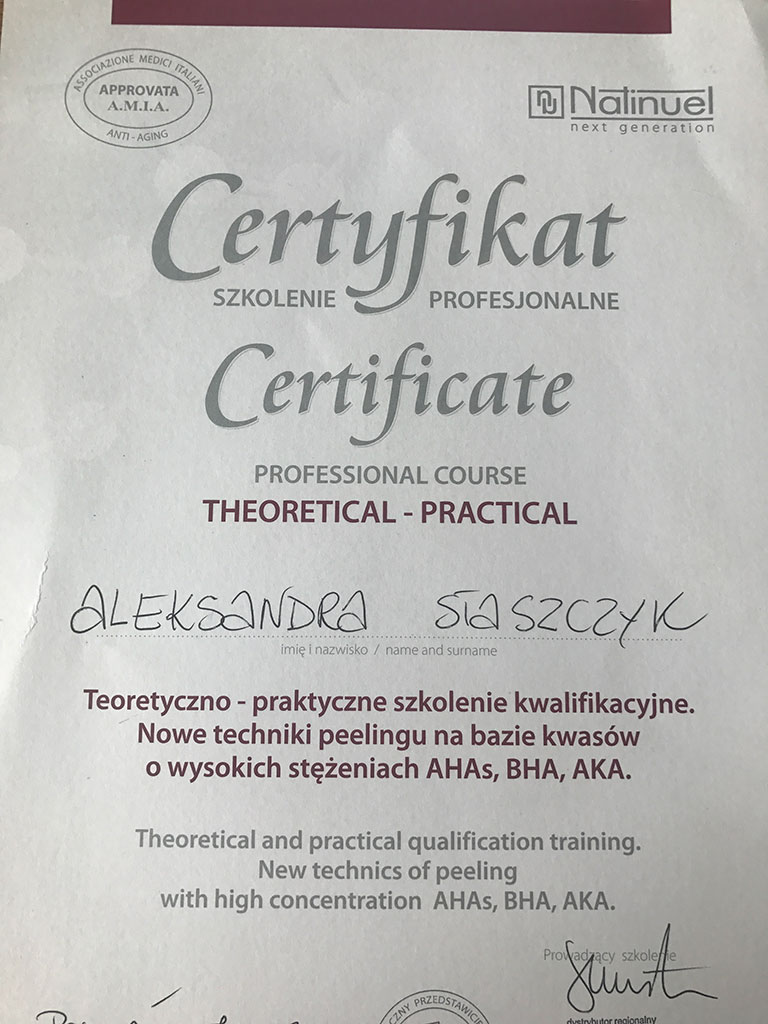 ASSOCIAZIONE MEDICI ITALIANI
APPROVATA
A.M.I.A.
ANTI - AGING
Natinuel
next generation
Certyfikat
SZKOLENIE PROFESJONALNE
Certificate
PROFESSIONAL COURSE
THEORETICAL - PRACTICAL
ALEKSANDRA STASZCZYK
imię i nazwisko / name and surname
Teoretyczno - praktyczne szkolenie kwalifikacyjne.
Nowe techniki peelingu na bazie kwasów
o wysokich stężeniach AHAs, BHA, AKA.
Theoretical and practical qualification training.
New technics of peeling
with high concentration AHAs, BHA, AKA.
Prowadzący szkolenie
dystrybutor regionalny